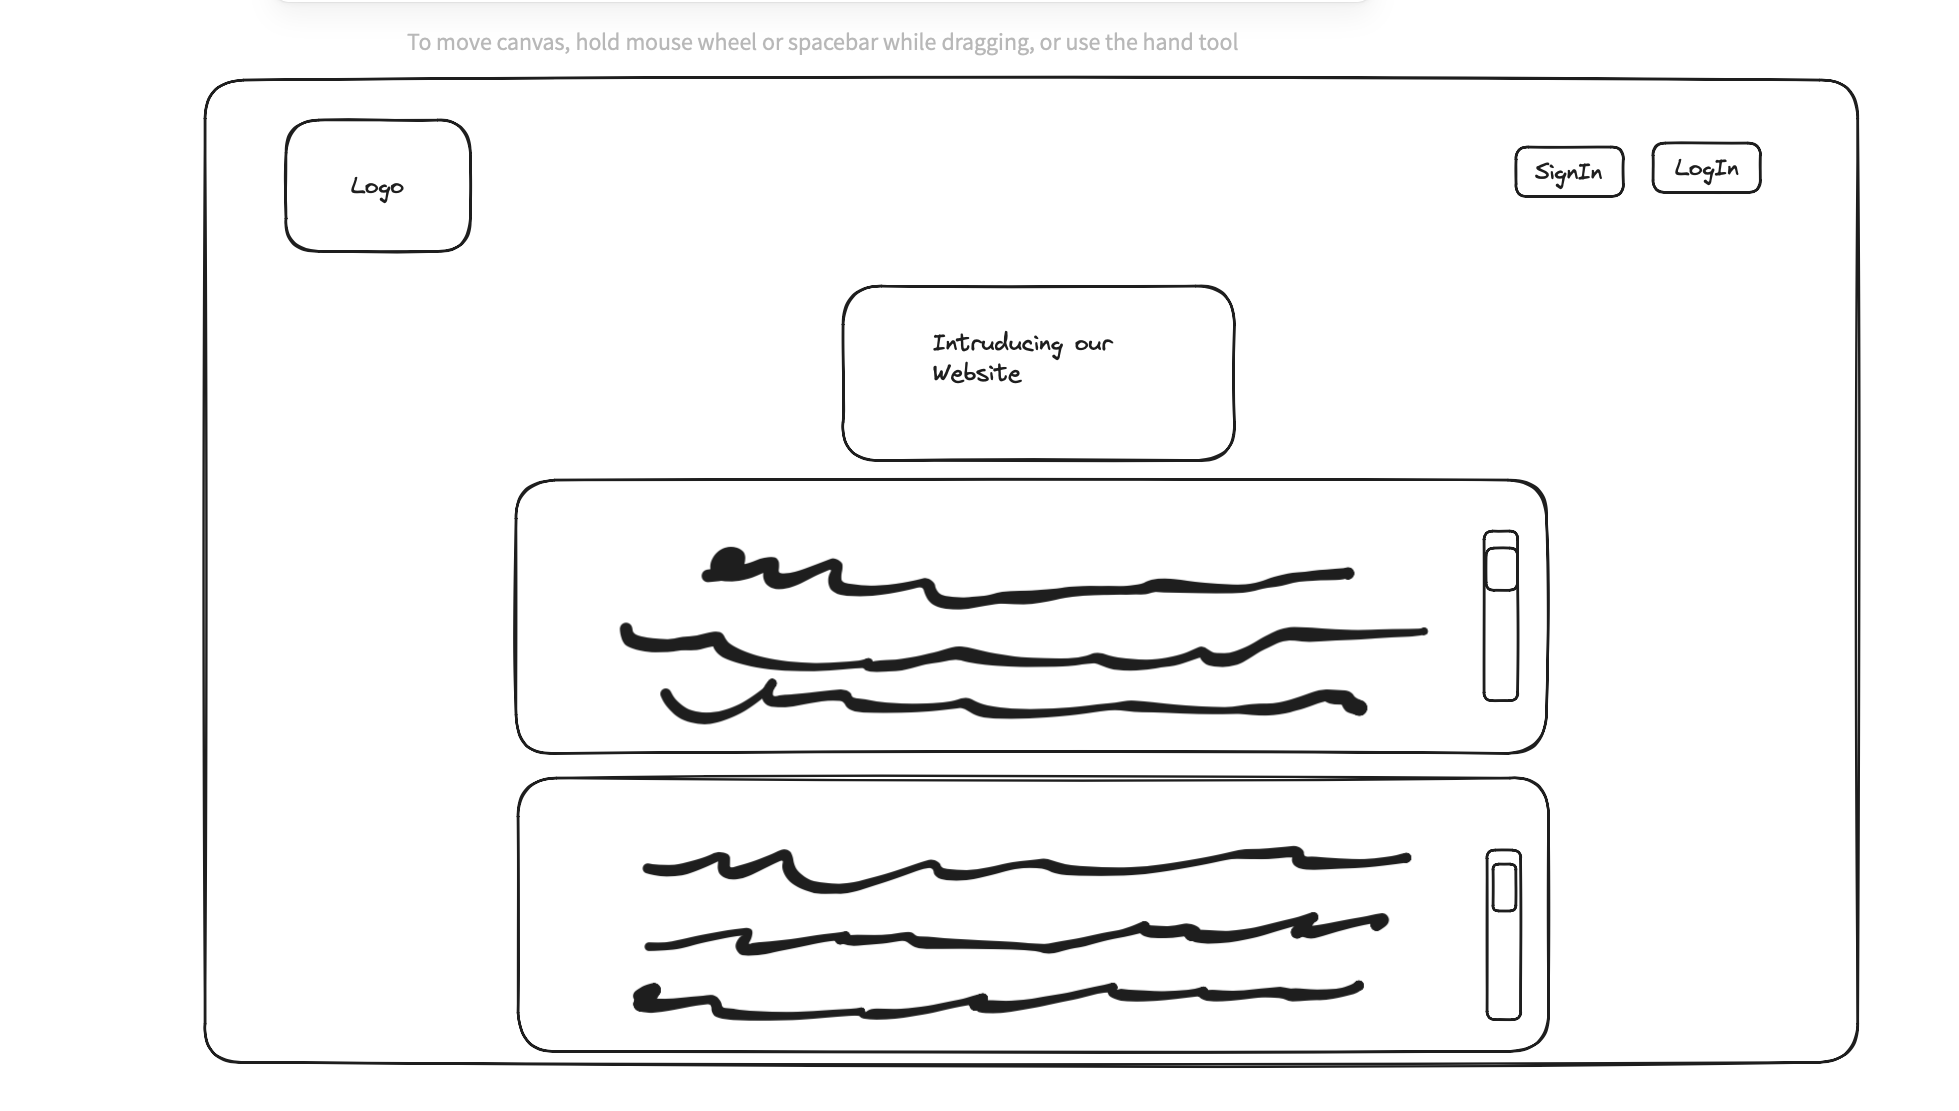 To move canvas, hold mouse wheel or spacebar while dragging, or use the hand tool
Logo
SignIn
LogIn
Intruducing our
Website